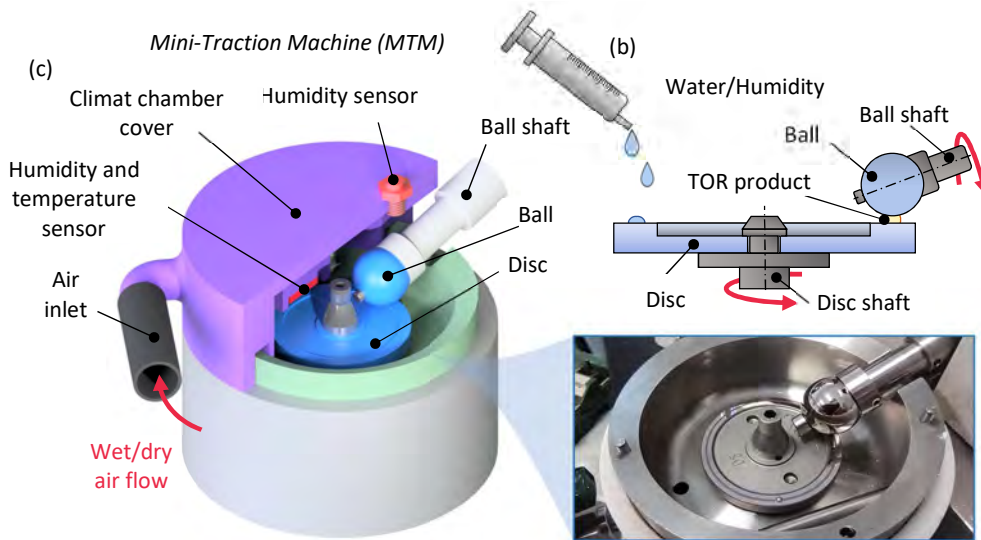 Mini-Traction Machine (MTM)
(c)
Climat chamber
cover
Humidity sensor
Ball shaft
Humidity and
temperature
sensor
Ball
Disc
Air
inlet
Wet/dry
air flow
(b)
Water/Humidity
Ball shaft
Ball
TOR product
Disc
Disc shaft